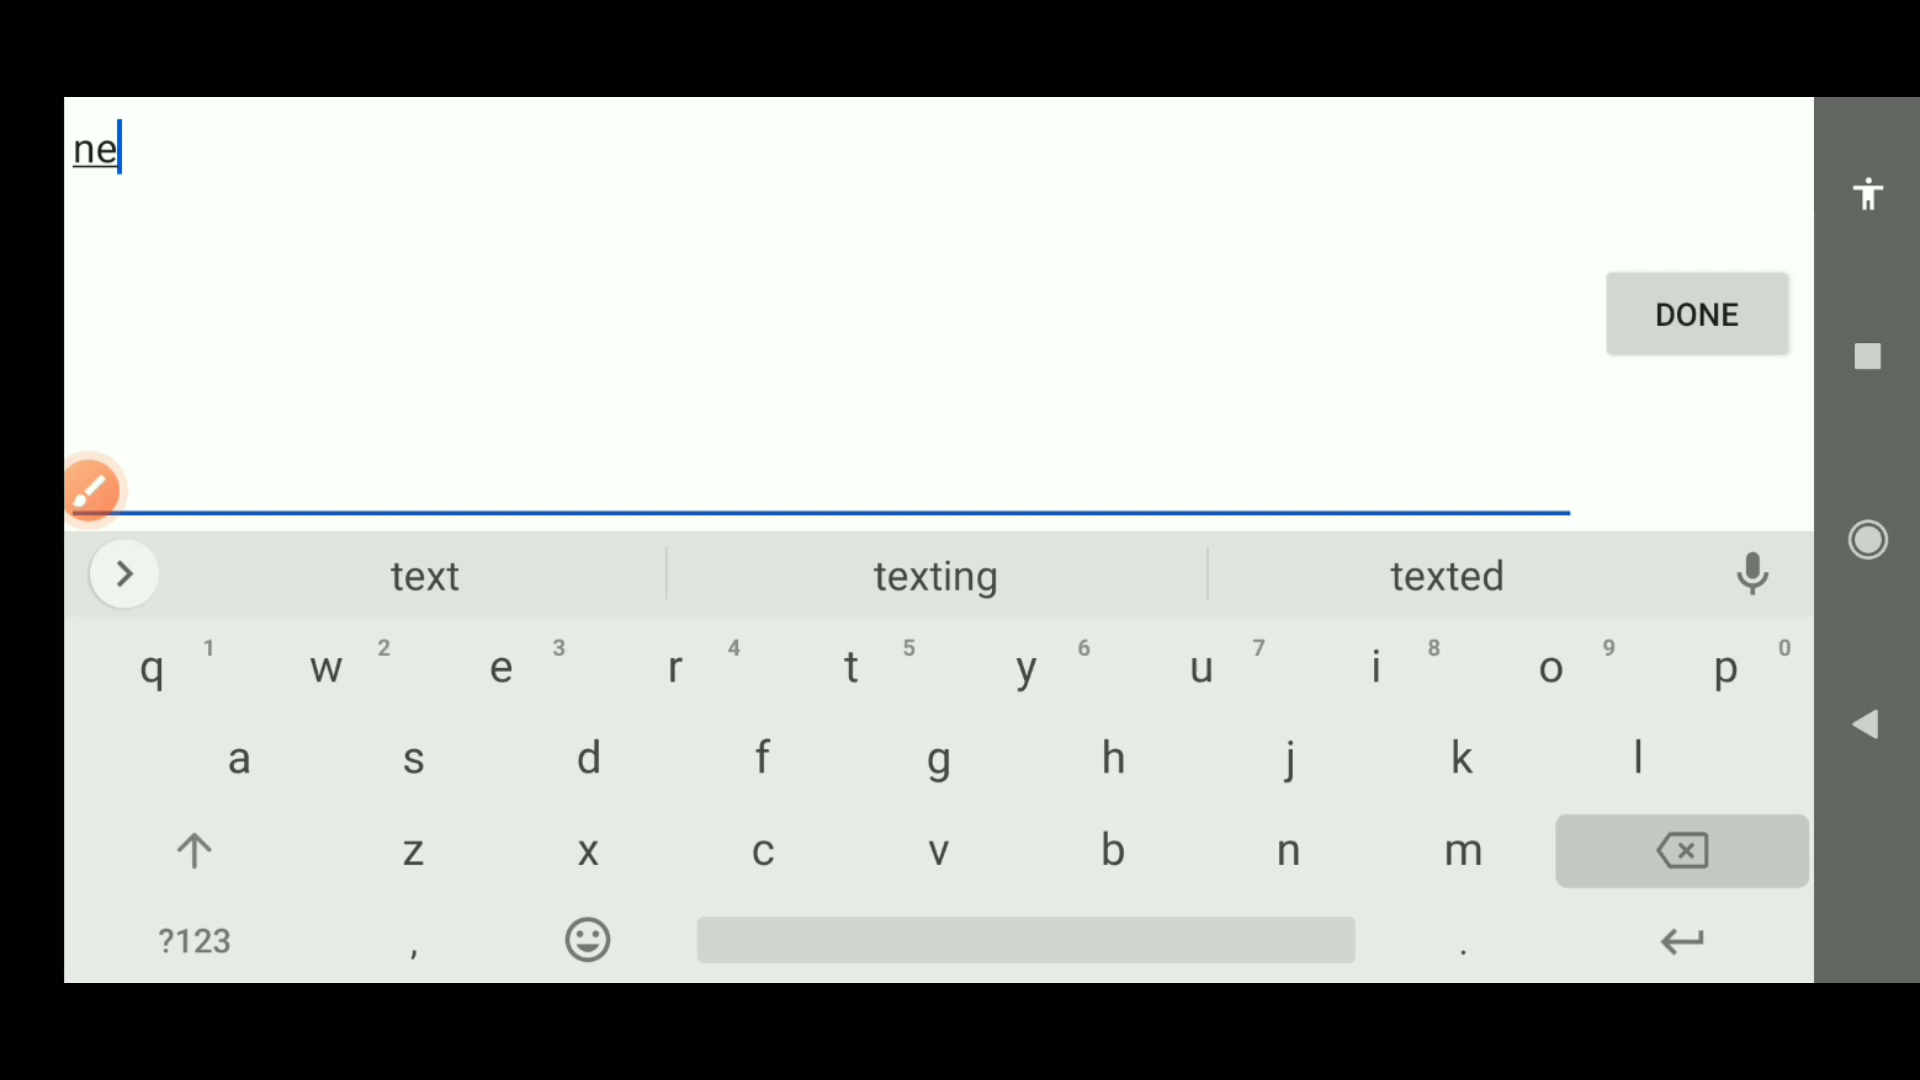 ne
DONE
text texting texted
q 1 w 2 e 3 r 4 t 5 y 6 u 7 i 8 o 9 p 0
a s d f g h j k l
z x c v b n m
?123 , .